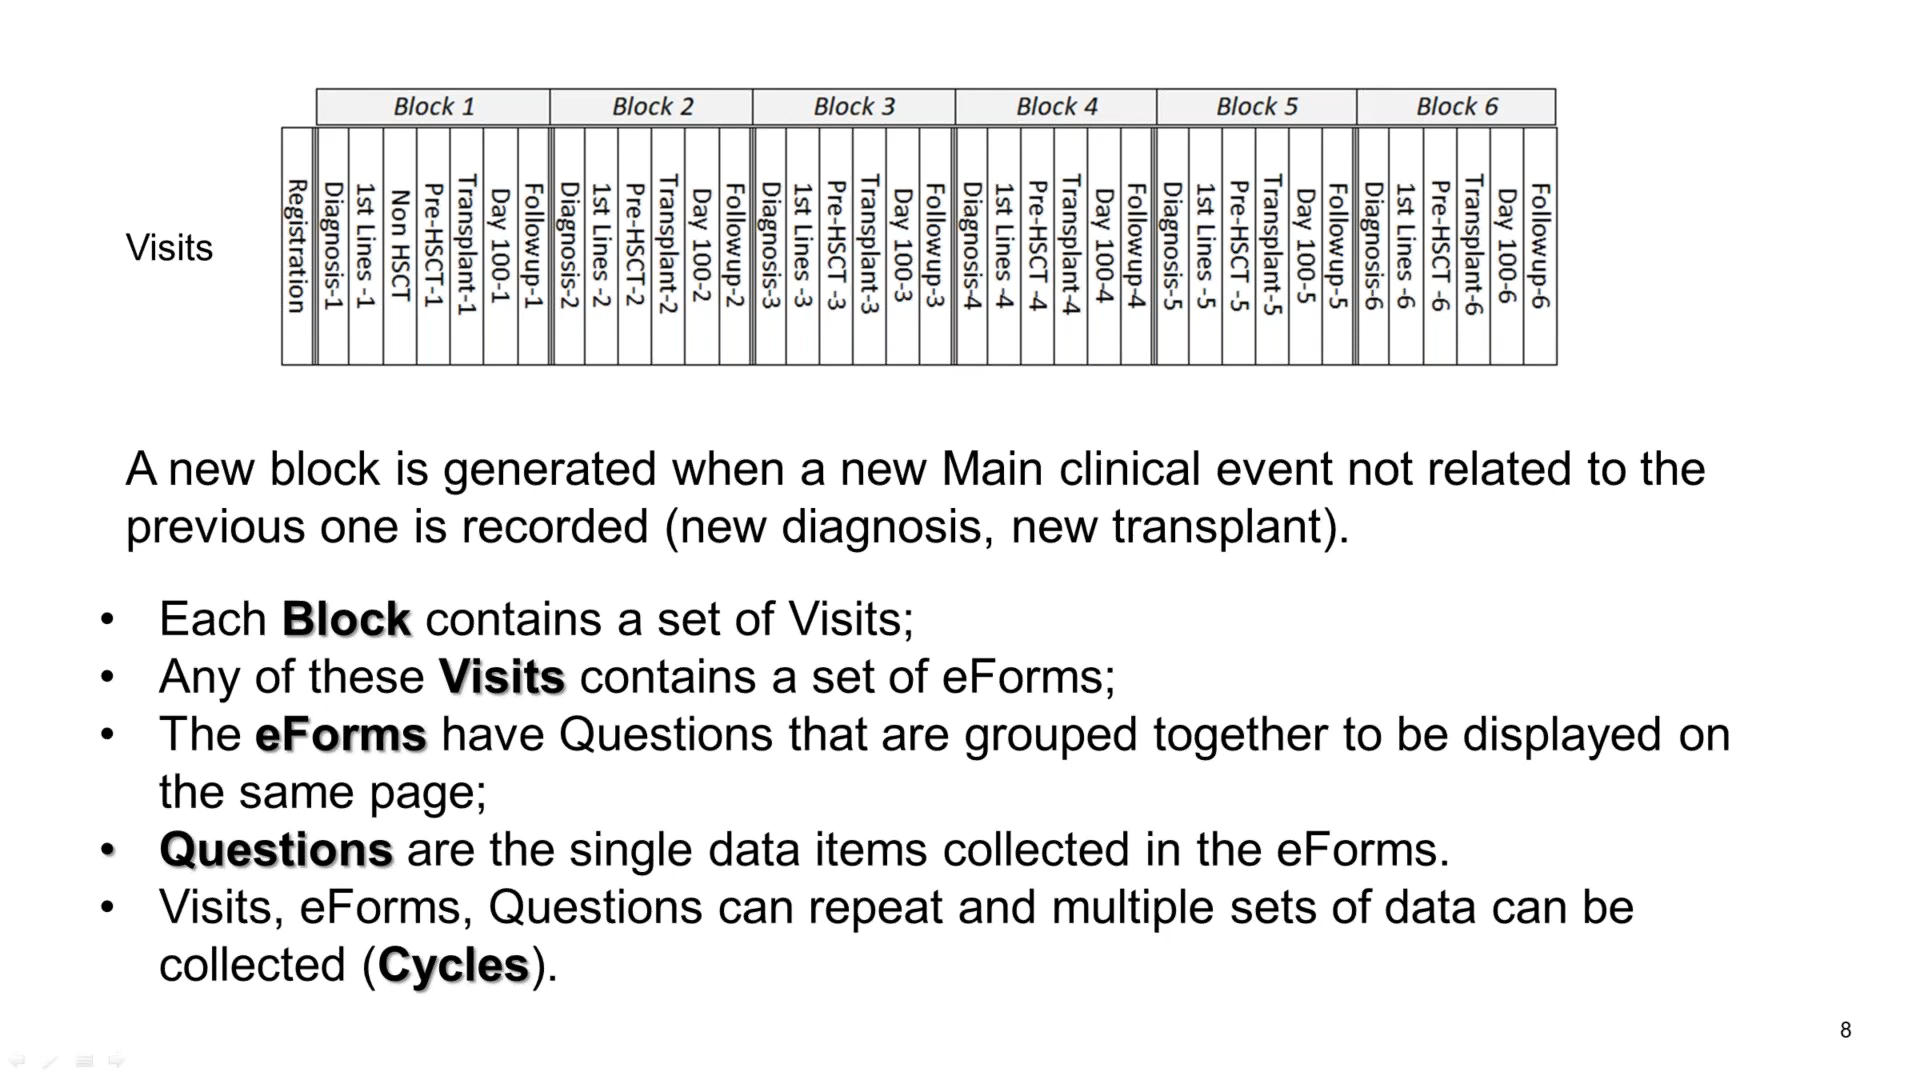 Block 1 Block 2 Block 3 Block 4 Block 5 Block 6
Visits
Registration
Diagnosis-1
1st Lines -1
Non HSCT
Pre-HSCT-1
Transplant-1
Day 100-1
Followup-1
Diagnosis-2
1st Lines -2
Pre-HSCT-2
Transplant-2
Day 100-2
Followup-2
Diagnosis-3
1st Lines -3
Pre-HSCT -3
Transplant-3
Day 100-3
Followup-3
Diagnosis-4
1st Lines -4
Pre-HSCT -4
Transplant-4
Day 100-4
Followup-4
Diagnosis-5
1st Lines -5
Pre-HSCT -5
Transplant-5
Day 100-5
Followup-5
Diagnosis-6
1st Lines -6
Pre-HSCT -6
Transplant-6
Day 100-6
Followup-6
A new block is generated when a new Main clinical event not related to the
previous one is recorded (new diagnosis, new transplant).
• Each Block contains a set of Visits;
• Any of these Visits contains a set of eForms;
• The eForms have Questions that are grouped together to be displayed on
the same page;
• Questions are the single data items collected in the eForms.
• Visits, eForms, Questions can repeat and multiple sets of data can be
collected (Cycles).
8